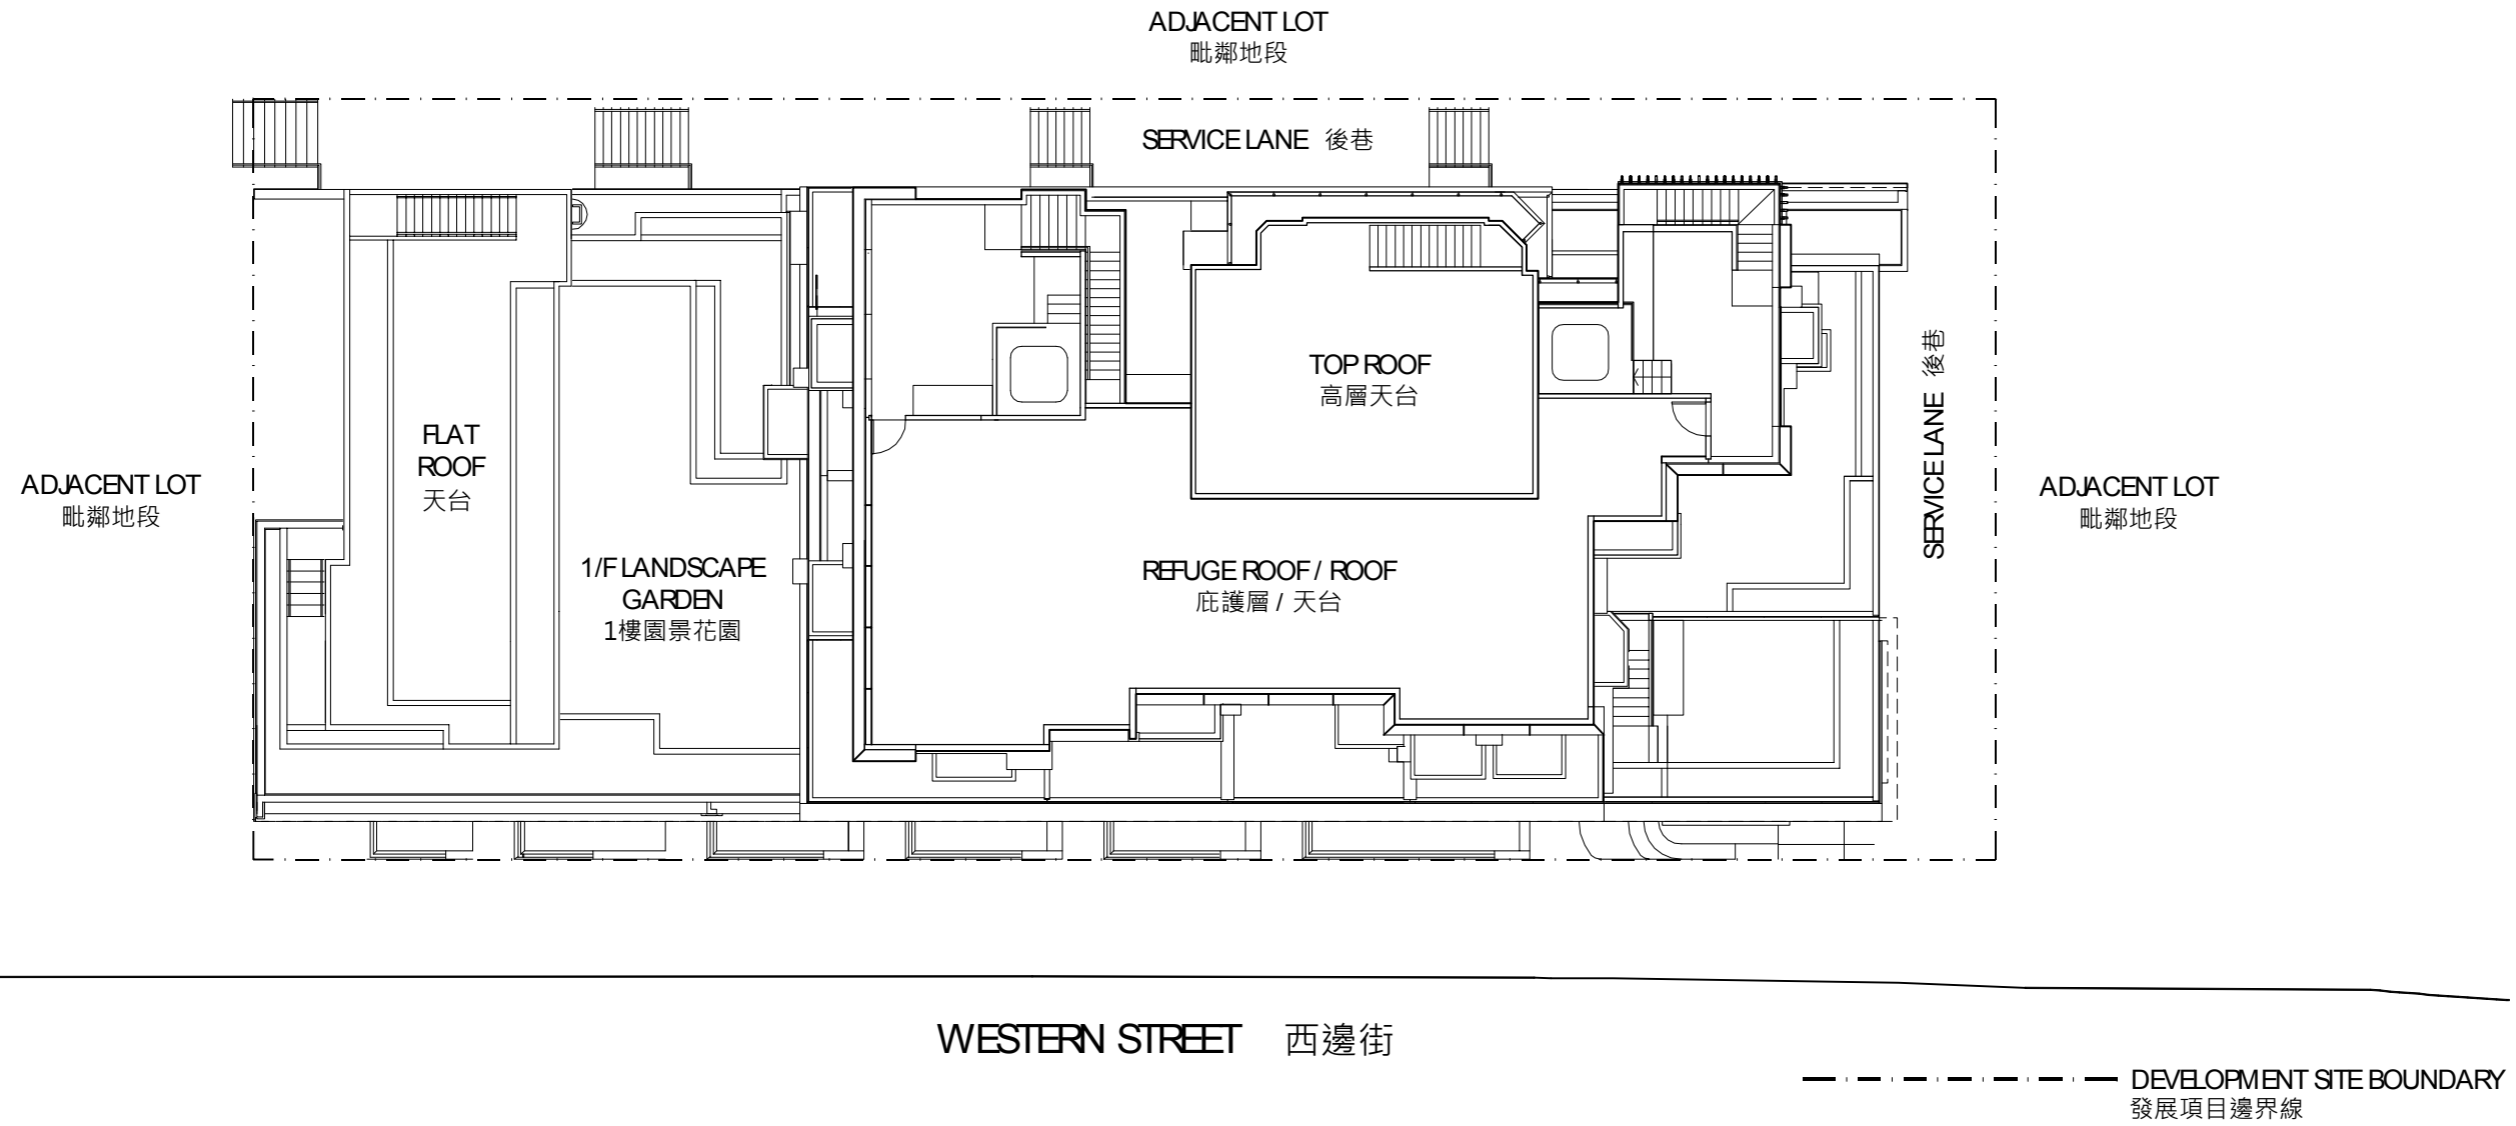 ADJACENT LOT
毗鄰地段
SERVICE LANE 後巷
TOP ROOF
高層天台
FLAT
ROOF
天台
SERVICE LANE 後巷
ADJACENT LOT
毗鄰地段
ADJACENT LOT
毗鄰地段
1/F LANDSCAPE
GARDEN
1樓園景花園
REFUGE ROOF / ROOF
庇護層 / 天台
WESTERN STREET 西邊街
DEVELOPMENT SITE BOUNDARY
發展項目邊界線